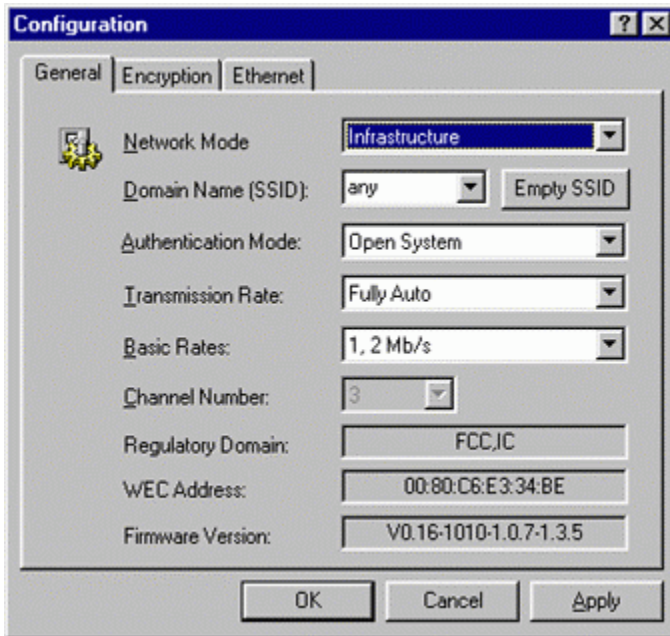 Configuration
General Encryption Ethernet
Network Mode Infrastructure
Domain Name (SSID): any Empty SSID
Authentication Mode: Open System
Transmission Rate: Fully Auto
Basic Rates: 1, 2 Mb/s
Channel Number: 3
Regulatory Domain: FCC,IC
WEC Address: 00:80:C6:E3:34:BE
Firmware Version: V0.16-1010-1.0.7-1.3.5
OK Cancel Apply